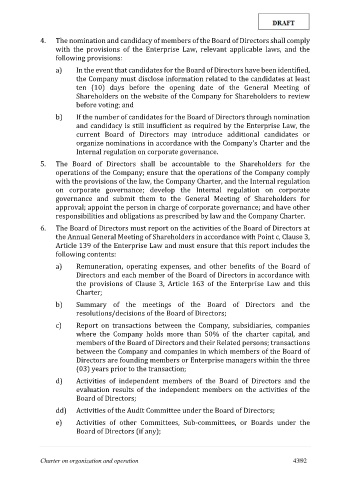 DRAFT
4. The nomination and candidacy of members of the Board of Directors shall comply
with the provisions of the Enterprise Law, relevant applicable laws, and the
following provisions:
a) In the event that candidates for the Board of Directors have been identified,
the Company must disclose information related to the candidates at least
ten (10) days before the opening date of the General Meeting of
Shareholders on the website of the Company for Shareholders to review
before voting; and
b) If the number of candidates for the Board of Directors through nomination
and candidacy is still insufficient as required by the Enterprise Law, the
current Board of Directors may introduce additional candidates or
organize nominations in accordance with the Company's Charter and the
Internal regulation on corporate governance.
5. The Board of Directors shall be accountable to the Shareholders for the
operations of the Company; ensure that the operations of the Company comply
with the provisions of the law, the Company Charter, and the Internal regulation
on corporate governance; develop the Internal regulation on corporate
governance and submit them to the General Meeting of Shareholders for
approval; appoint the person in charge of corporate governance; and have other
responsibilities and obligations as prescribed by law and the Company Charter.
6. The Board of Directors must report on the activities of the Board of Directors at
the Annual General Meeting of Shareholders in accordance with Point c, Clause 3,
Article 139 of the Enterprise Law and must ensure that this report includes the
following contents:
a) Remuneration, operating expenses, and other benefits of the Board of
Directors and each member of the Board of Directors in accordance with
the provisions of Clause 3, Article 163 of the Enterprise Law and this
Charter;
b) Summary of the meetings of the Board of Directors and the
resolutions/decisions of the Board of Directors;
c) Report on transactions between the Company, subsidiaries, companies
where the Company holds more than 50% of the charter capital, and
members of the Board of Directors and their Related persons; transactions
between the Company and companies in which members of the Board of
Directors are founding members or Enterprise managers within the three
(03) years prior to the transaction;
d) Activities of independent members of the Board of Directors and the
evaluation results of the independent members on the activities of the
Board of Directors;
dd) Activities of the Audit Committee under the Board of Directors;
e) Activities of other Committees, Sub-committees, or Boards under the
Board of Directors (if any);
Charter on organization and operation 43/92